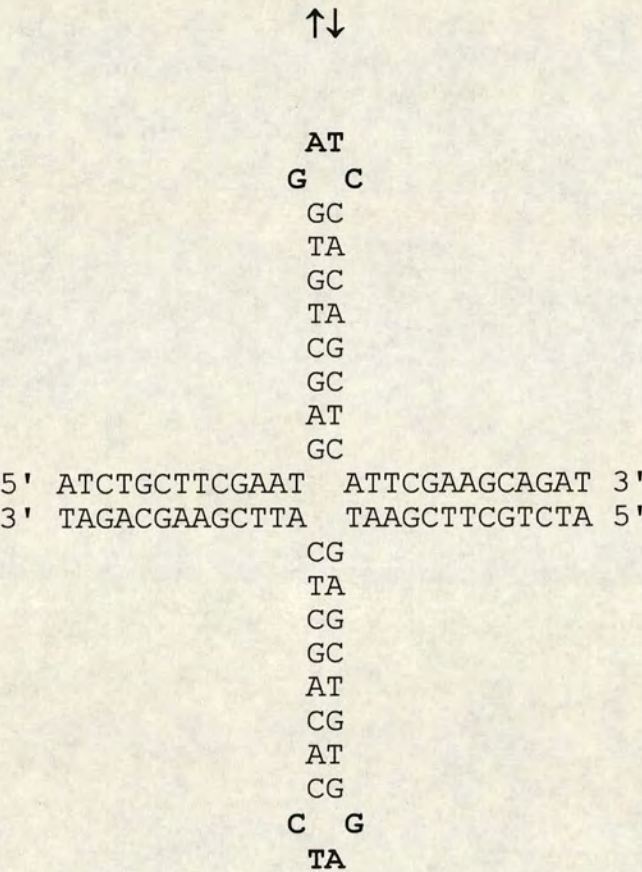 ↑↓
AT
G C
GC
TA
GC
TA
CG
GC
AT
GC
5' ATCTGCTTCGAAT ATTCGAAGCAGAT 3'
3' TAGACGAAGCTTA TAAGCTTCGTCTA 5'
CG
TA
CG
GC
AT
CG
AT
CG
C G
TA